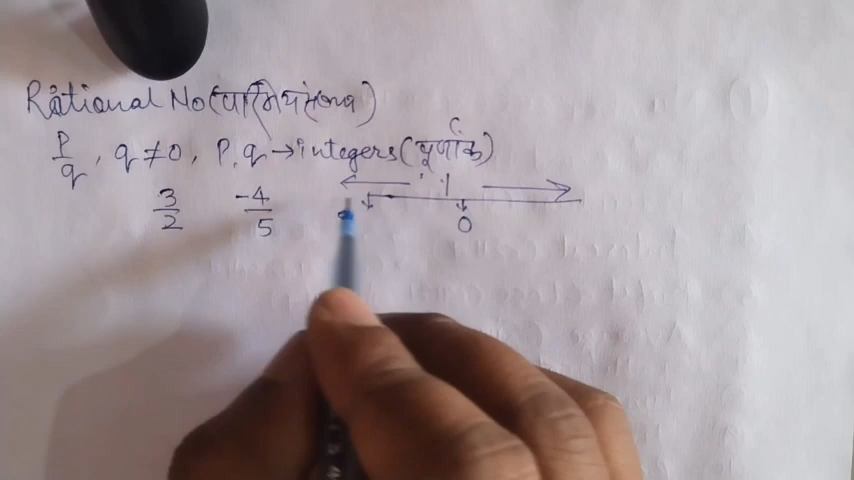 Rational No (परिमेय संख्या)
P/q, q ≠ 0, P, q → integers (पूर्णांक)
3/2 -4/5 0